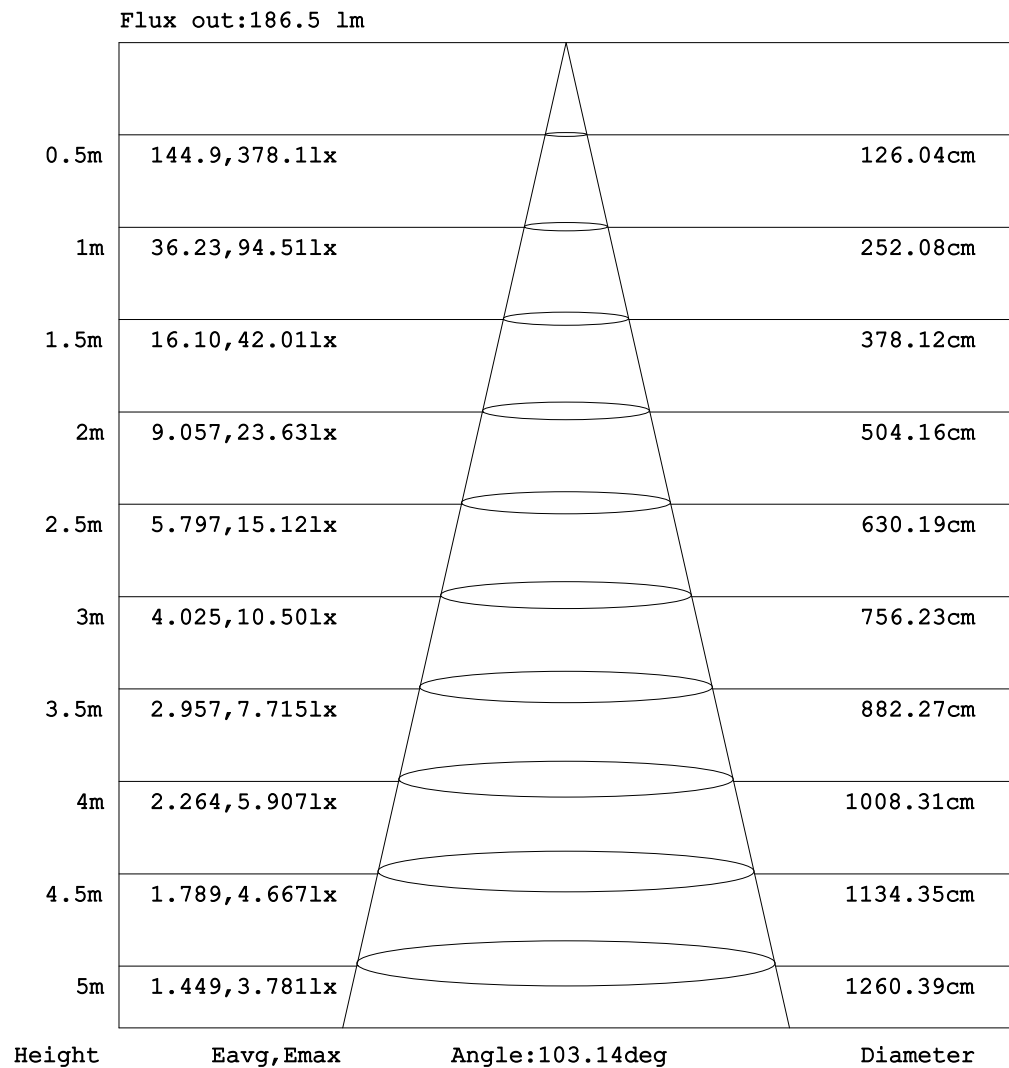 Flux out:186.5 lm
0.5m 144.9,378.1lx 126.04cm
1m 36.23,94.51lx 252.08cm
1.5m 16.10,42.01lx 378.12cm
2m 9.057,23.63lx 504.16cm
2.5m 5.797,15.12lx 630.19cm
3m 4.025,10.50lx 756.23cm
3.5m 2.957,7.715lx 882.27cm
4m 2.264,5.907lx 1008.31cm
4.5m 1.789,4.667lx 1134.35cm
5m 1.449,3.781lx 1260.39cm
Height Eavg,Emax Angle:103.14deg Diameter